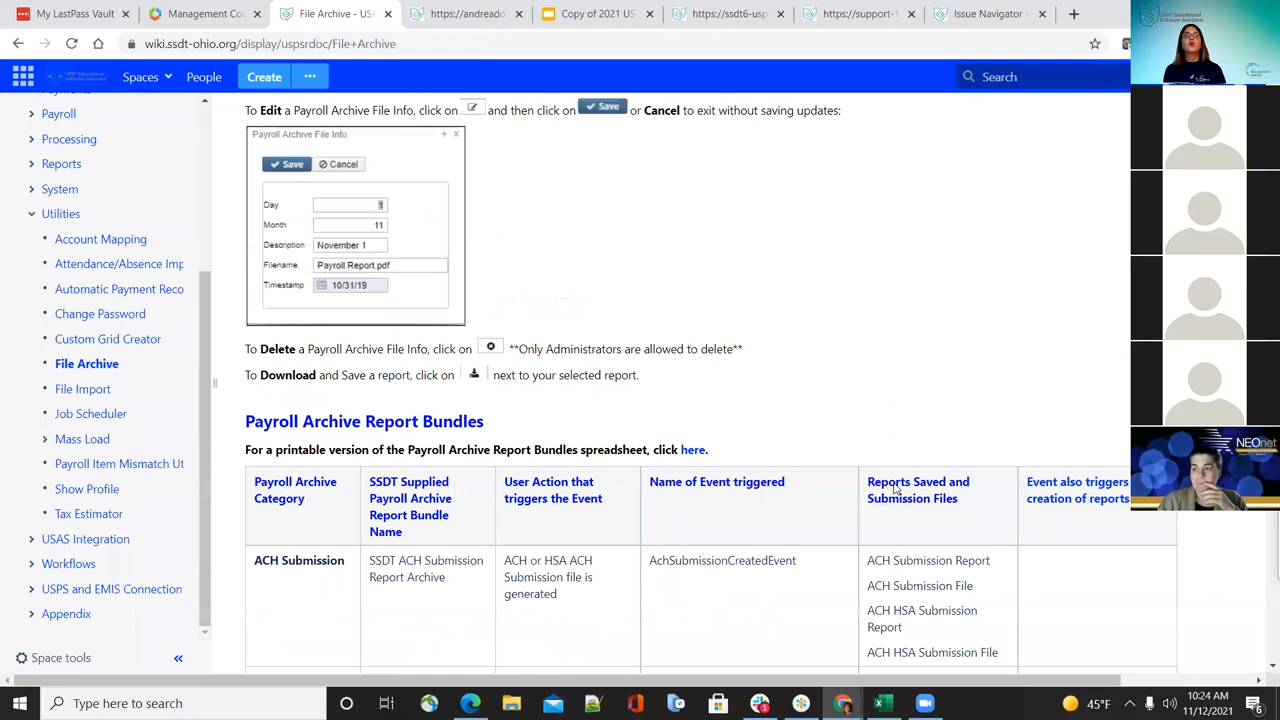 My LastPass Vault
Management Cou
File Archive - USP
https://
Copy of 2021 US
https://ssdt6-usp
https://support-1
Issue Navigator -
wiki.ssdt-ohio.org/display/uspsrdoc/File+Archive
Spaces
People
Create
Search
Payments
Payroll
Processing
Reports
System
Utilities
Account Mapping
Attendance/Absence Imp
Automatic Payment Reco
Change Password
Custom Grid Creator
File Archive
File Import
Job Scheduler
Mass Load
Payroll Item Mismatch Ut
Show Profile
Tax Estimator
USAS Integration
Workflows
USPS and EMIS Connection
Appendix
Space tools
To Edit a Payroll Archive File Info, click on and then click on Save or Cancel to exit without saving updates:
Payroll Archive File Info
Save Cancel
Day 1
Month 11
Description November 1
Filename Payroll Report.pdf
Timestamp 10/31/19
To Delete a Payroll Archive File Info, click on **Only Administrators are allowed to delete**
To Download and Save a report, click on next to your selected report.
Payroll Archive Report Bundles
For a printable version of the Payroll Archive Report Bundles spreadsheet, click here.
Payroll Archive Category
SSDT Supplied Payroll Archive Report Bundle Name
User Action that triggers the Event
Name of Event triggered
Reports Saved and Submission Files
Event also triggers creation of reports
ACH Submission
SSDT ACH Submission Report Archive
ACH or HSA ACH Submission file is generated
AchSubmissionCreatedEvent
ACH Submission Report
ACH Submission File
ACH HSA Submission Report
ACH HSA Submission File
NEOnet
Type here to search
45°F
10:24 AM
11/12/2021
6